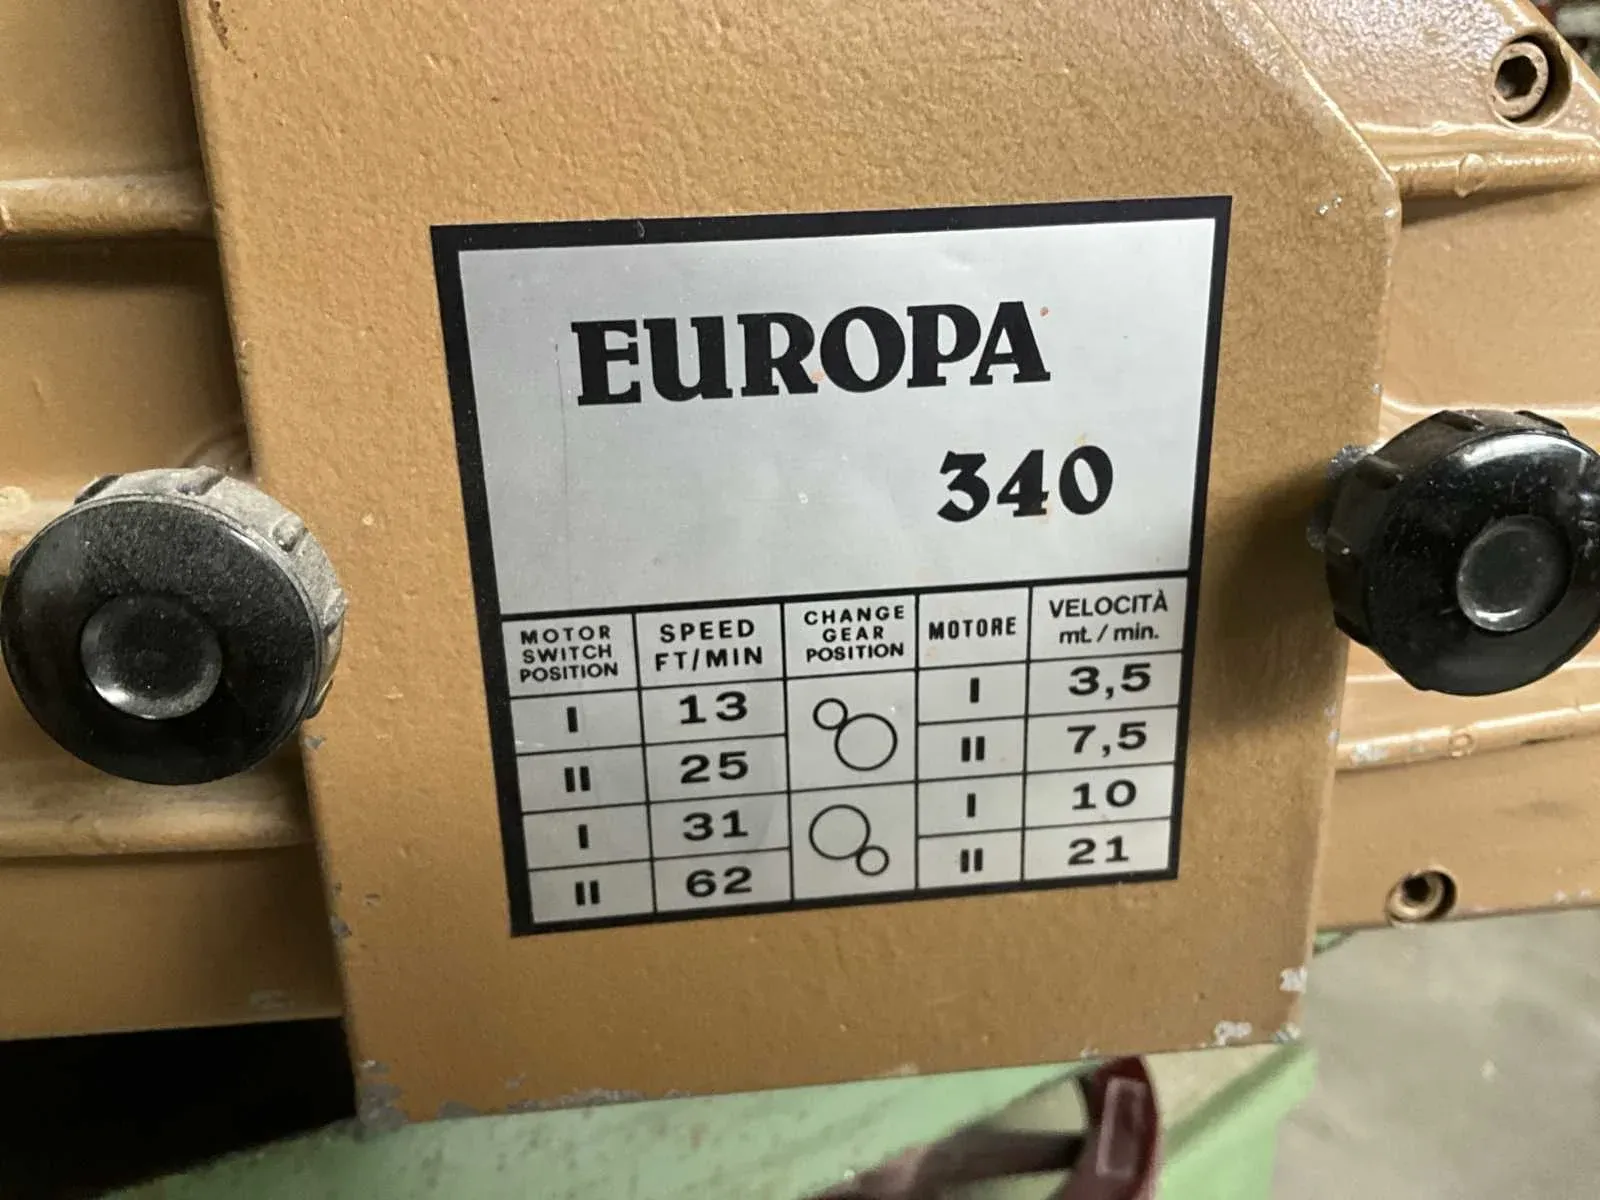 EUROPA
340
MOTOR SWITCH POSITION SPEED FT/MIN CHANGE GEAR POSITION MOTORE VELOCITÀ mt. / min.
I 13 I 3,5
II 25 II 7,5
I 31 I 10
II 62 II 21